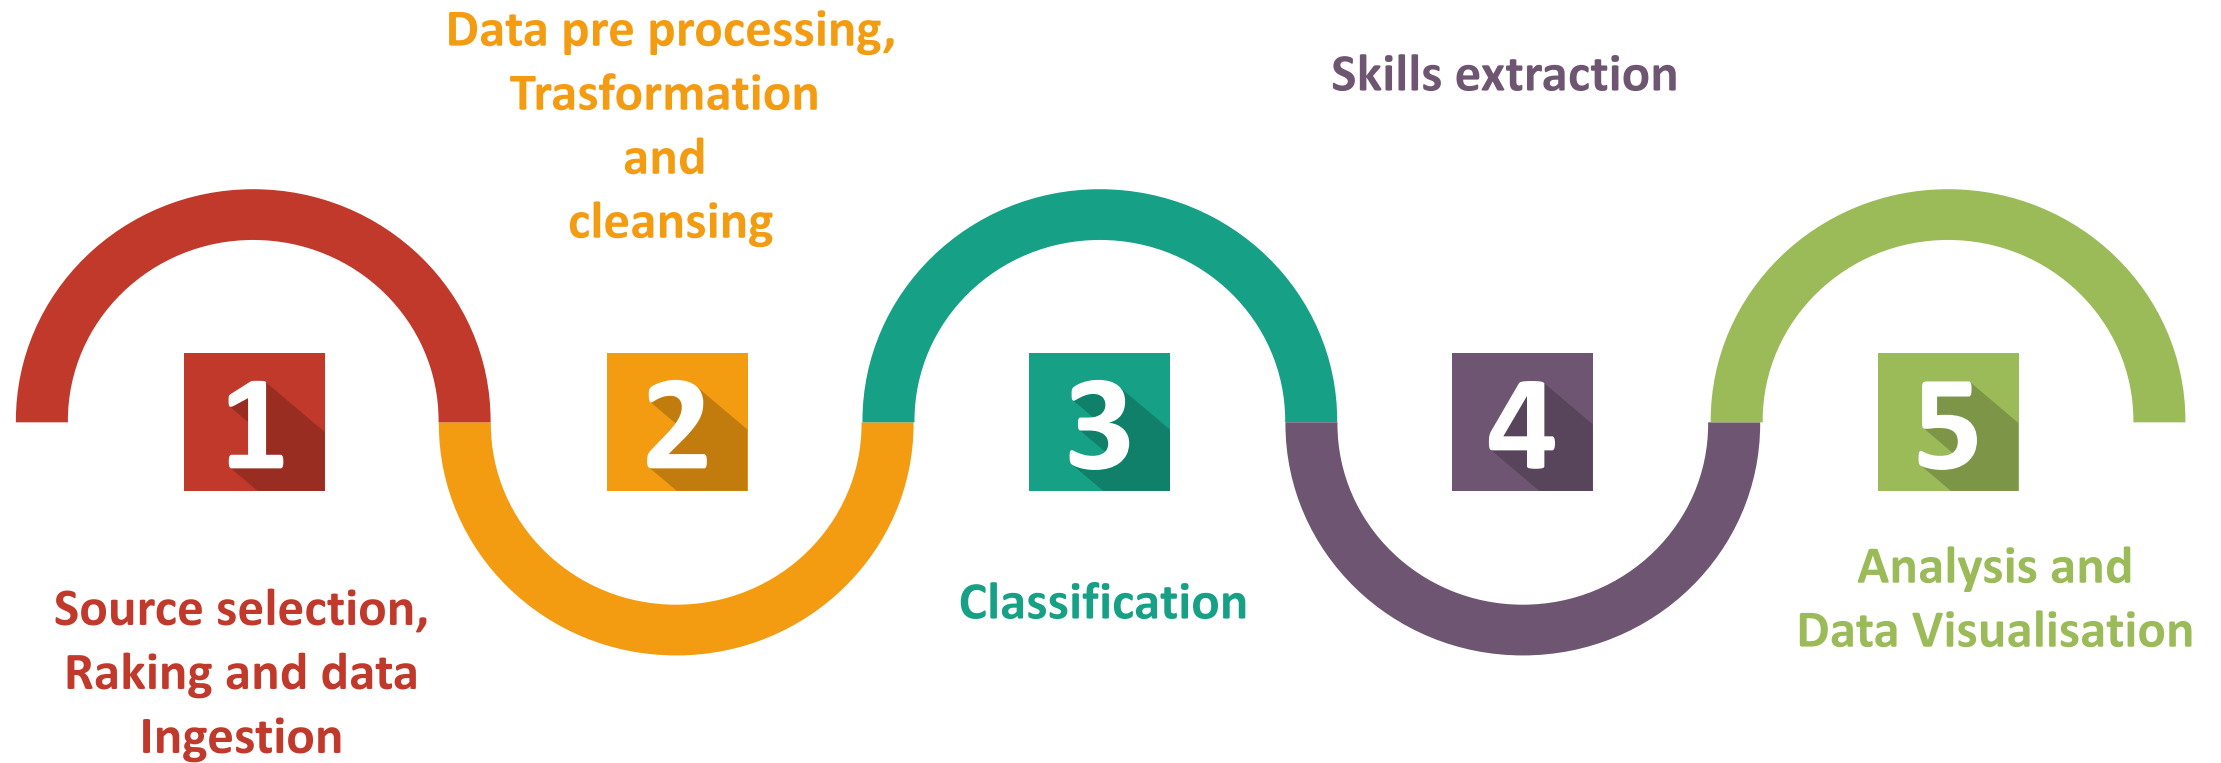 1
Source selection,
Raking and data
Ingestion
Data pre processing,
Trasformation
and
cleansing
2
3
Classification
Skills extraction
4
5
Analysis and
Data Visualisation